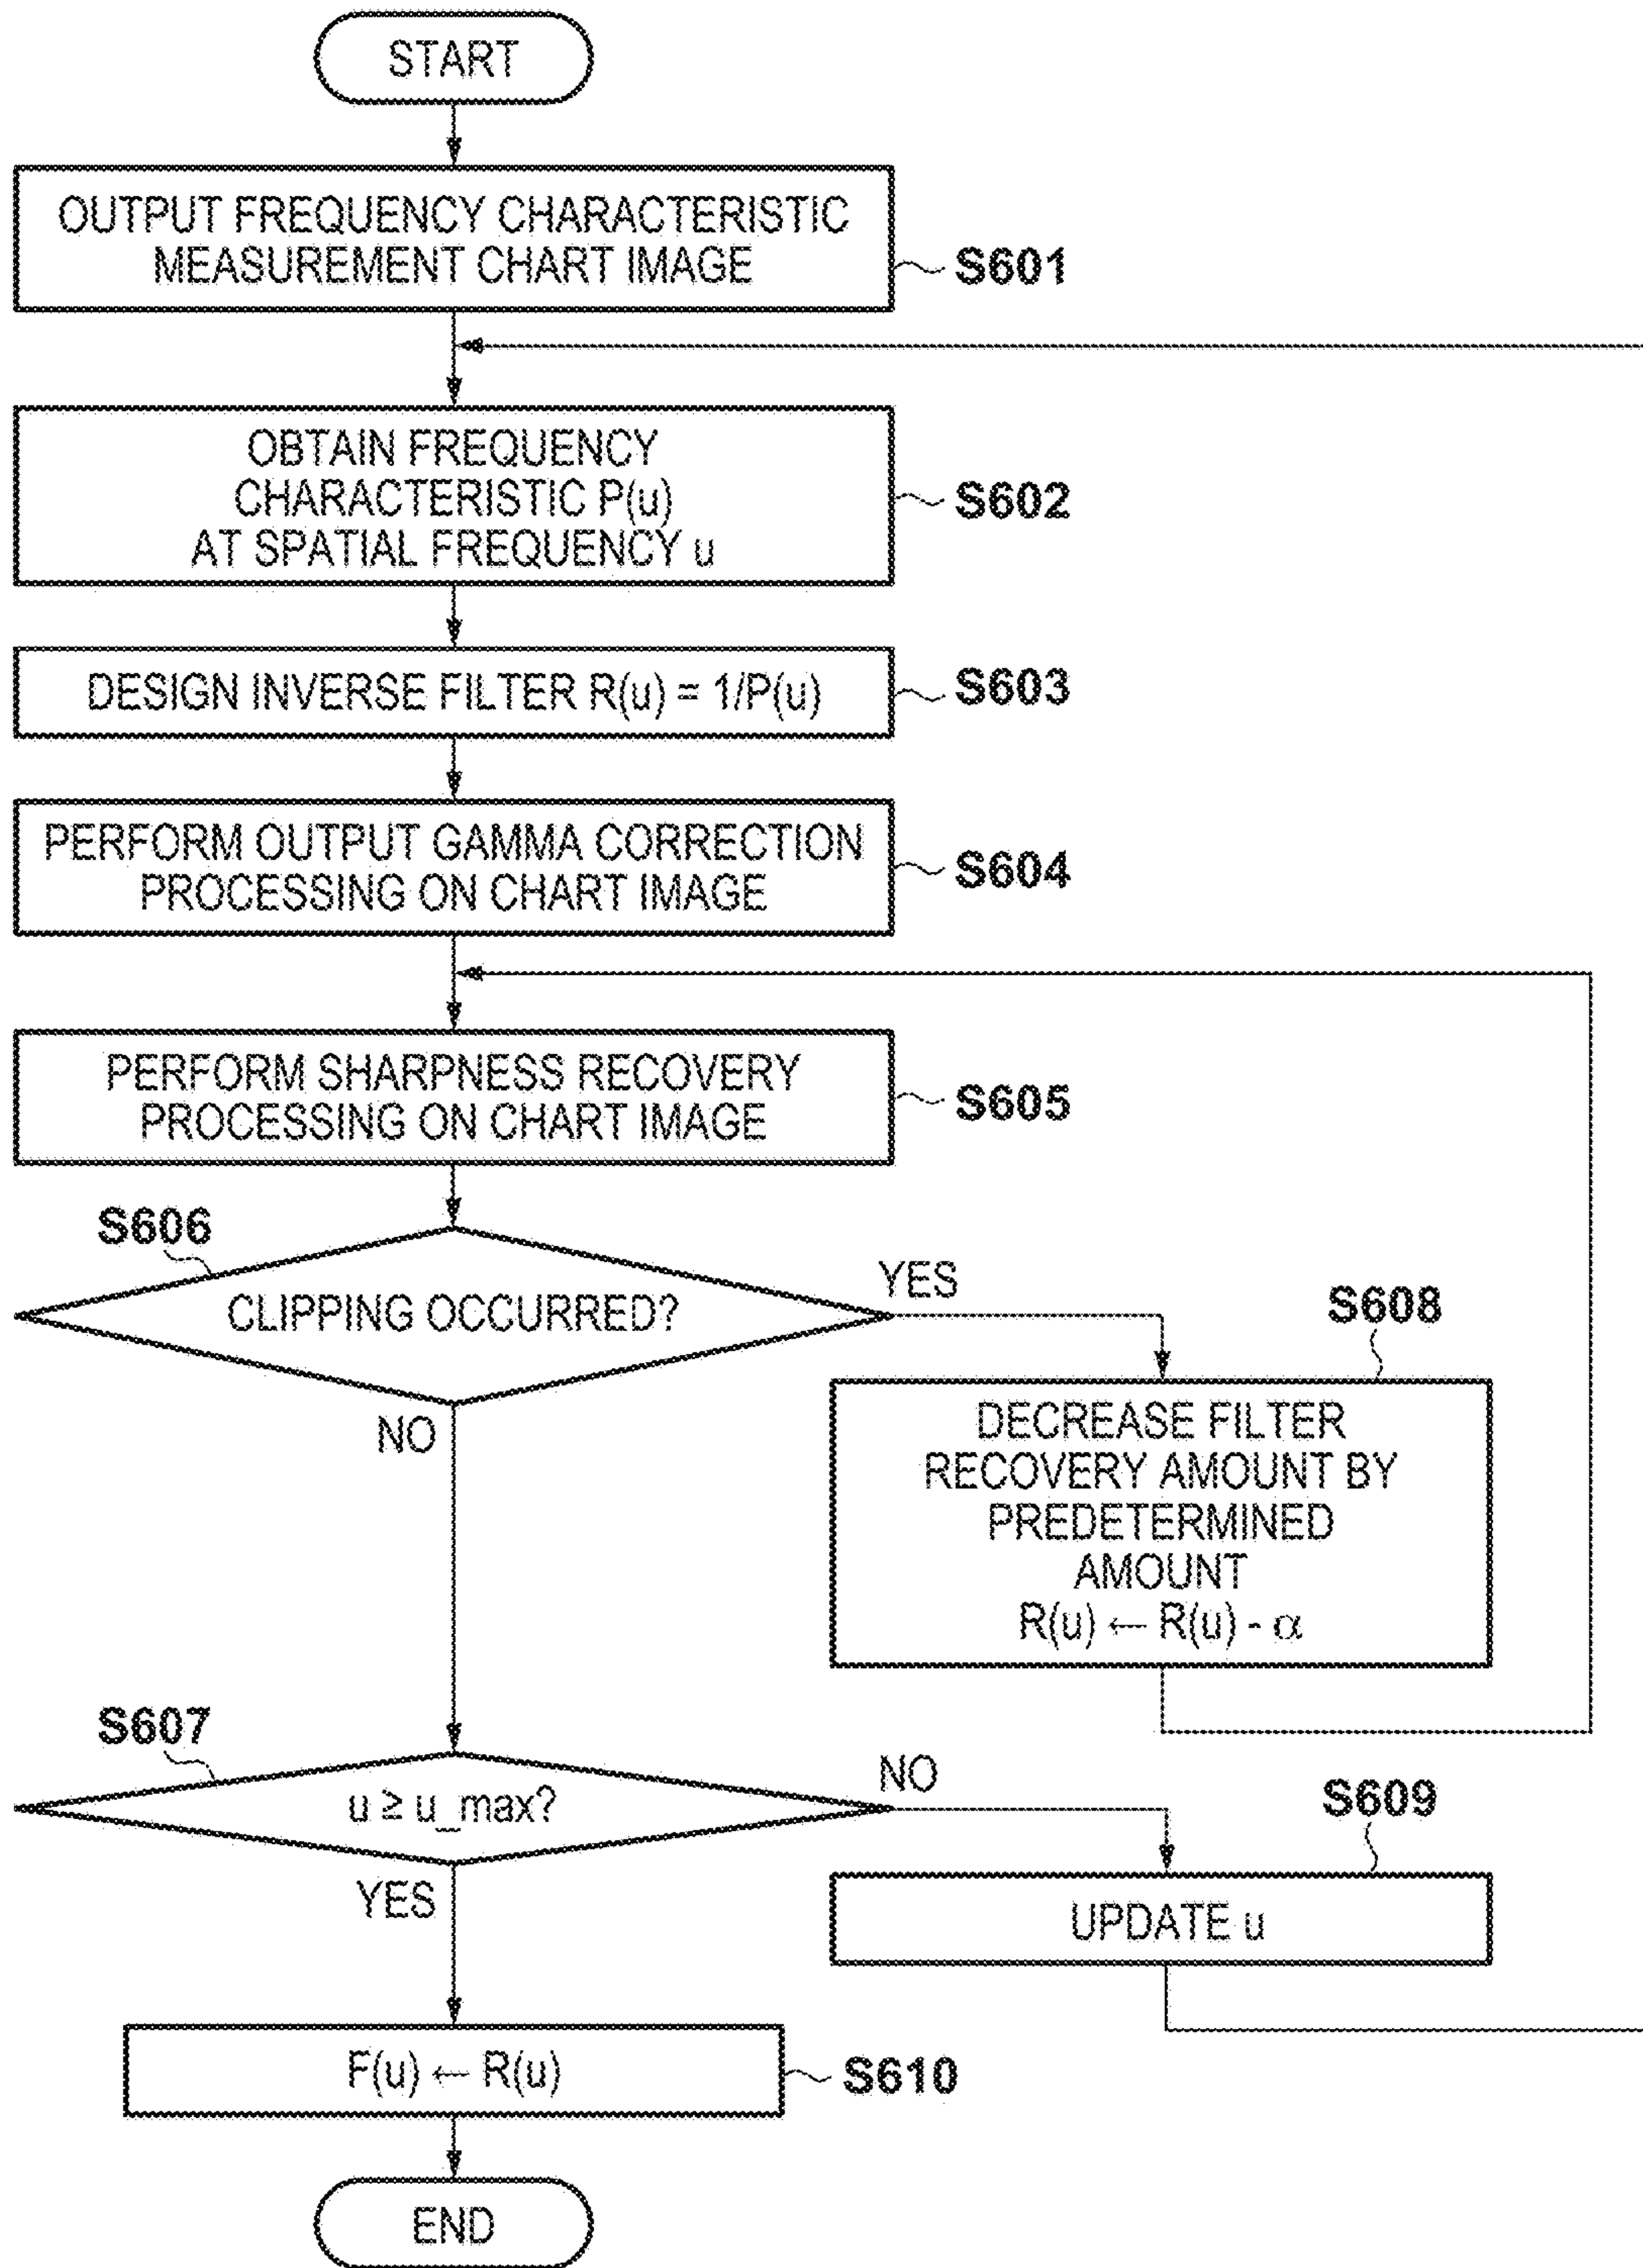 START
OUTPUT FREQUENCY CHARACTERISTIC
MEASUREMENT CHART IMAGE
S601
OBTAIN FREQUENCY
CHARACTERISTIC P(u)
AT SPATIAL FREQUENCY u
S602
DESIGN INVERSE FILTER R(u) = 1/P(u)
S603
PERFORM OUTPUT GAMMA CORRECTION
PROCESSING ON CHART IMAGE
S604
PERFORM SHARPNESS RECOVERY
PROCESSING ON CHART IMAGE
S605
S606
CLIPPING OCCURRED?
YES
NO
S608
DECREASE FILTER
RECOVERY AMOUNT BY
PREDETERMINED
AMOUNT
R(u) ← R(u) - α
S607
u ≥ u_max?
NO
YES
S609
UPDATE u
F(u) ← R(u)
S610
END